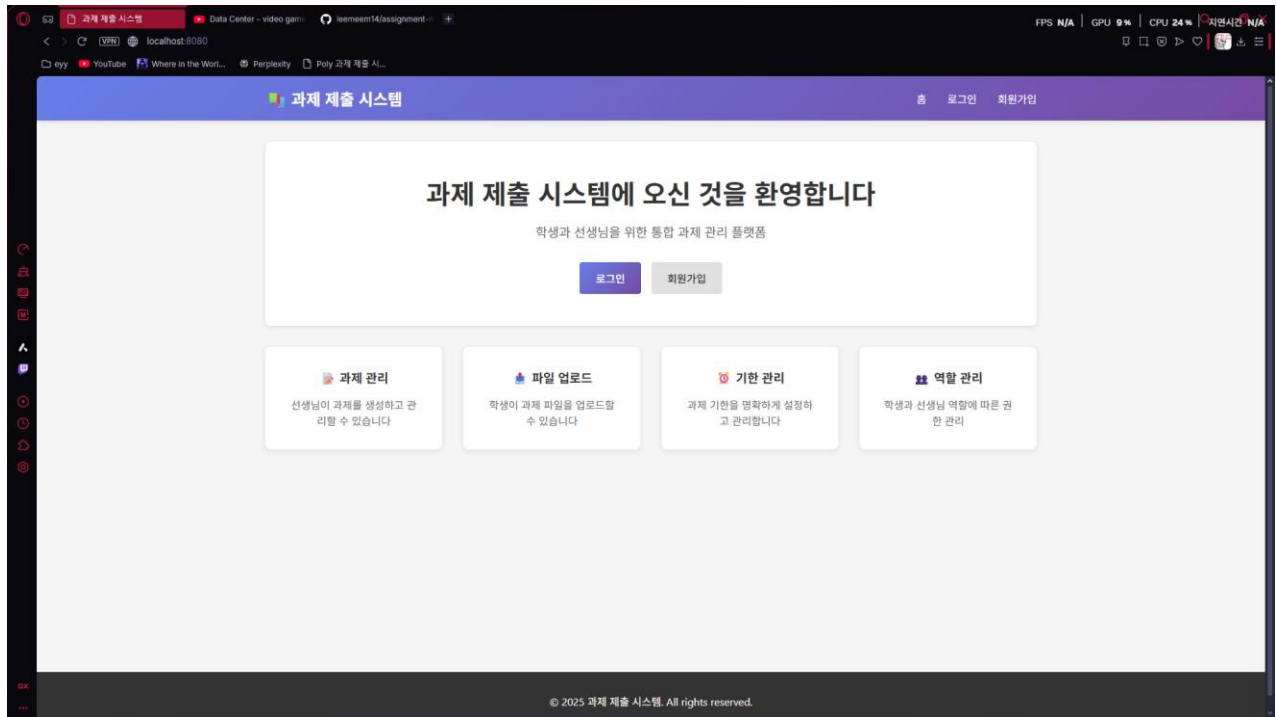 과제 제출 시스템
Data Center - video gam
leemeem14/assignment-
FPS N/A GPU 9% CPU 24% 지연시간 N/A
VPN localhost:8080
eyy YouTube Where in the Worl... Perplexity Poly 과제 제출 시...
과제 제출 시스템 홈 로그인 회원가입
과제 제출 시스템에 오신 것을 환영합니다
학생과 선생님을 위한 통합 과제 관리 플랫폼
로그인 회원가입
과제 관리
선생님이 과제를 생성하고 관
리할 수 있습니다
파일 업로드
학생이 과제 파일을 업로드할
수 있습니다
기한 관리
과제 기한을 명확하게 설정하
고 관리합니다
역할 관리
학생과 선생님 역할에 따른 권
한 관리
GX
© 2025 과제 제출 시스템. All rights reserved.